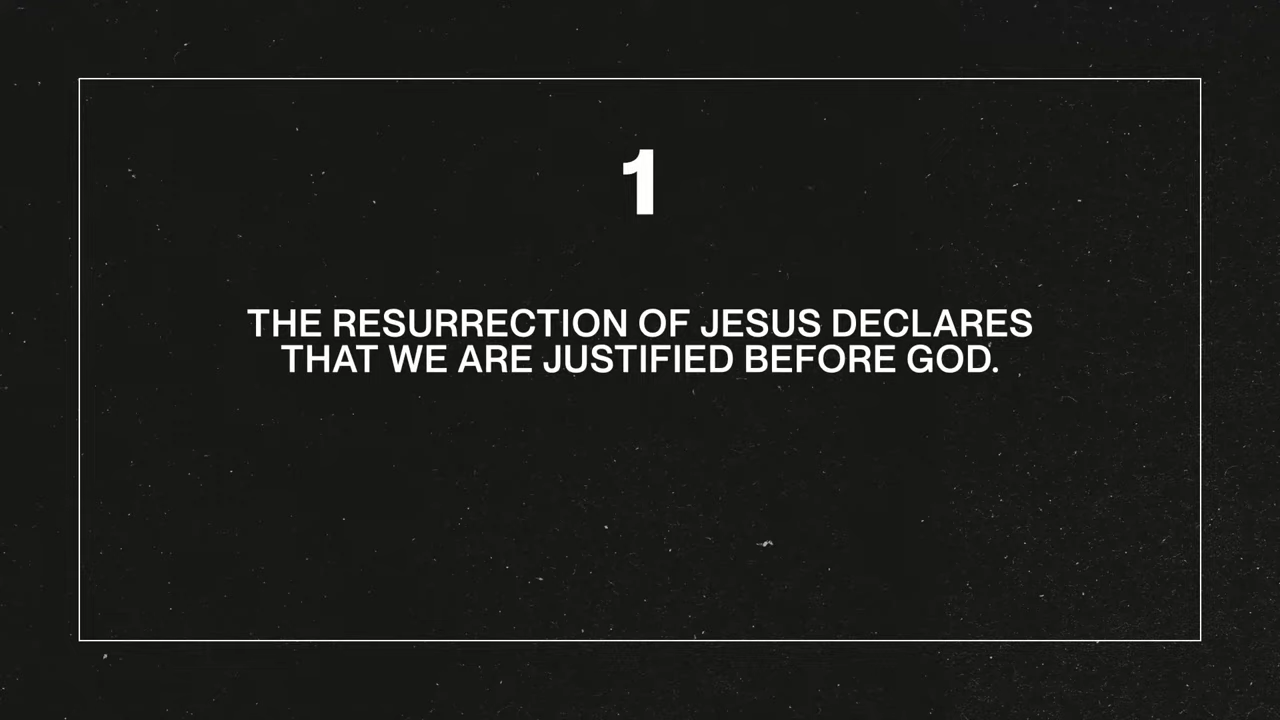 1
THE RESURRECTION OF JESUS DECLARES
THAT WE ARE JUSTIFIED BEFORE GOD.